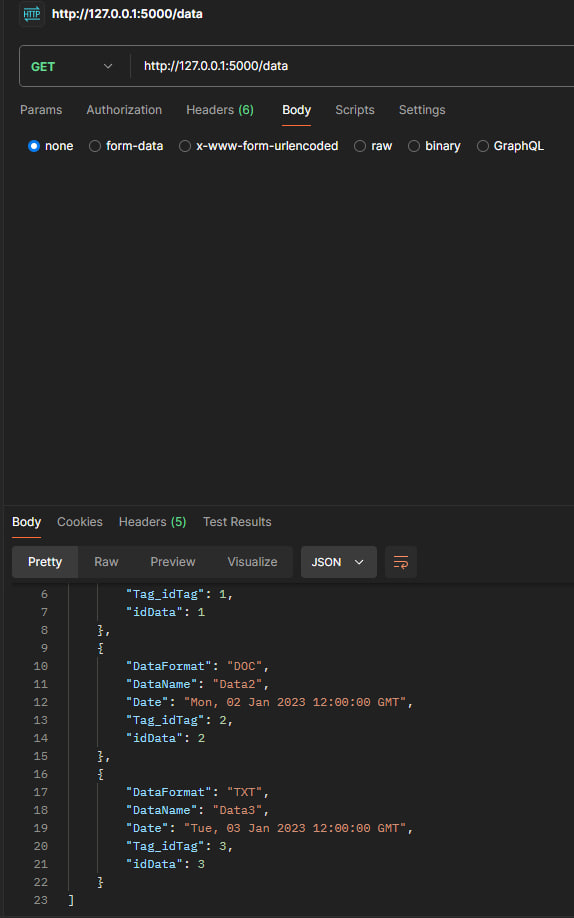 HTTP http://127.0.0.1:5000/data
GET http://127.0.0.1:5000/data
Params Authorization Headers (6) Body Scripts Settings
none form-data x-www-form-urlencoded raw binary GraphQL
Body Cookies Headers (5) Test Results
Pretty Raw Preview Visualize JSON
6 "Tag_idTag": 1,
7 "idData": 1
8 },
9 {
10 "DataFormat": "DOC",
11 "DataName": "Data2",
12 "Date": "Mon, 02 Jan 2023 12:00:00 GMT",
13 "Tag_idTag": 2,
14 "idData": 2
15 },
16 {
17 "DataFormat": "TXT",
18 "DataName": "Data3",
19 "Date": "Tue, 03 Jan 2023 12:00:00 GMT",
20 "Tag_idTag": 3,
21 "idData": 3
22 }
23 ]